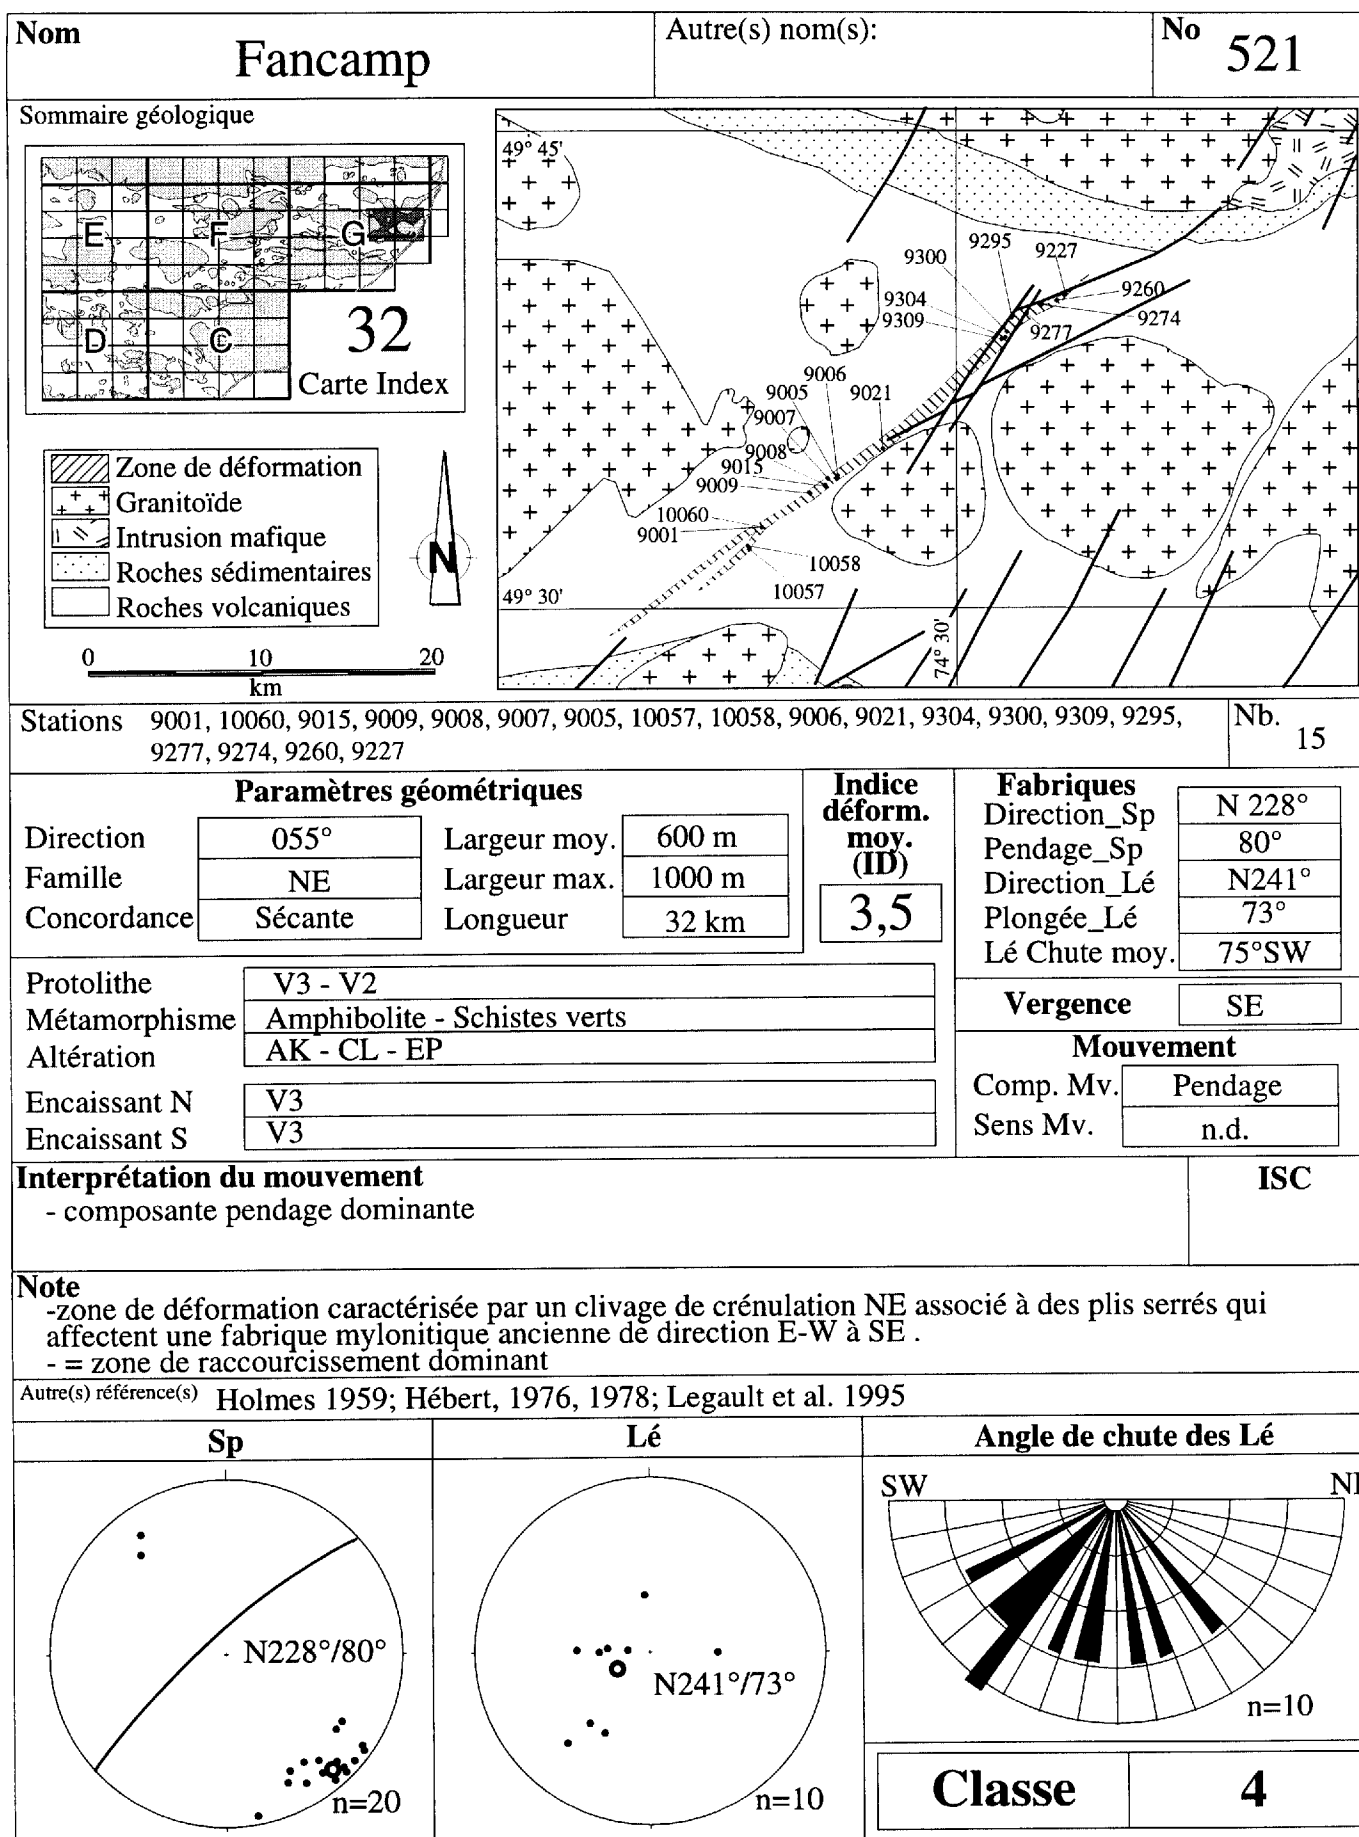 Nom
Fancamp
Autre(s) nom(s):
No
521
Sommaire géologique
E
F
G
D
C
32
Carte Index
Zone de déformation
Granitoïde
Intrusion mafique
Roches sédimentaires
Roches volcaniques
N
0
10
20
km
49° 45'
9295
9227
9300
9260
9304
9274
9309
9277
9006
9005
9021
9007
9008
9015
9009
10060
9001
10058
10057
49° 30'
74° 30'
Stations 9001, 10060, 9015, 9009, 9008, 9007, 9005, 10057, 10058, 9006, 9021, 9304, 9300, 9309, 9295,
9277, 9274, 9260, 9227
Nb.
15
Paramètres géométriques
Direction 055° Largeur moy. 600 m
Famille NE Largeur max. 1000 m
Concordance Sécante Longueur 32 km
Indice
déform.
moy.
(ID)
3,5
Fabriques
Direction_Sp N 228°
Pendage_Sp 80°
Direction_Lé N241°
Plongée_Lé 73°
Lé Chute moy. 75°SW
Protolithe V3 - V2
Métamorphisme Amphibolite - Schistes verts
Altération AK - CL - EP
Encaissant N V3
Encaissant S V3
Vergence SE
Mouvement
Comp. Mv. Pendage
Sens Mv. n.d.
Interprétation du mouvement
- composante pendage dominante
ISC
Note
-zone de déformation caractérisée par un clivage de crénulation NE associé à des plis serrés qui
affectent une fabrique mylonitique ancienne de direction E-W à SE .
- = zone de raccourcissement dominant
Autre(s) référence(s) Holmes 1959; Hébert, 1976, 1978; Legault et al. 1995
Sp
N228°/80°
n=20
Lé
N241°/73°
n=10
Angle de chute des Lé
SW
n=10
Classe
4